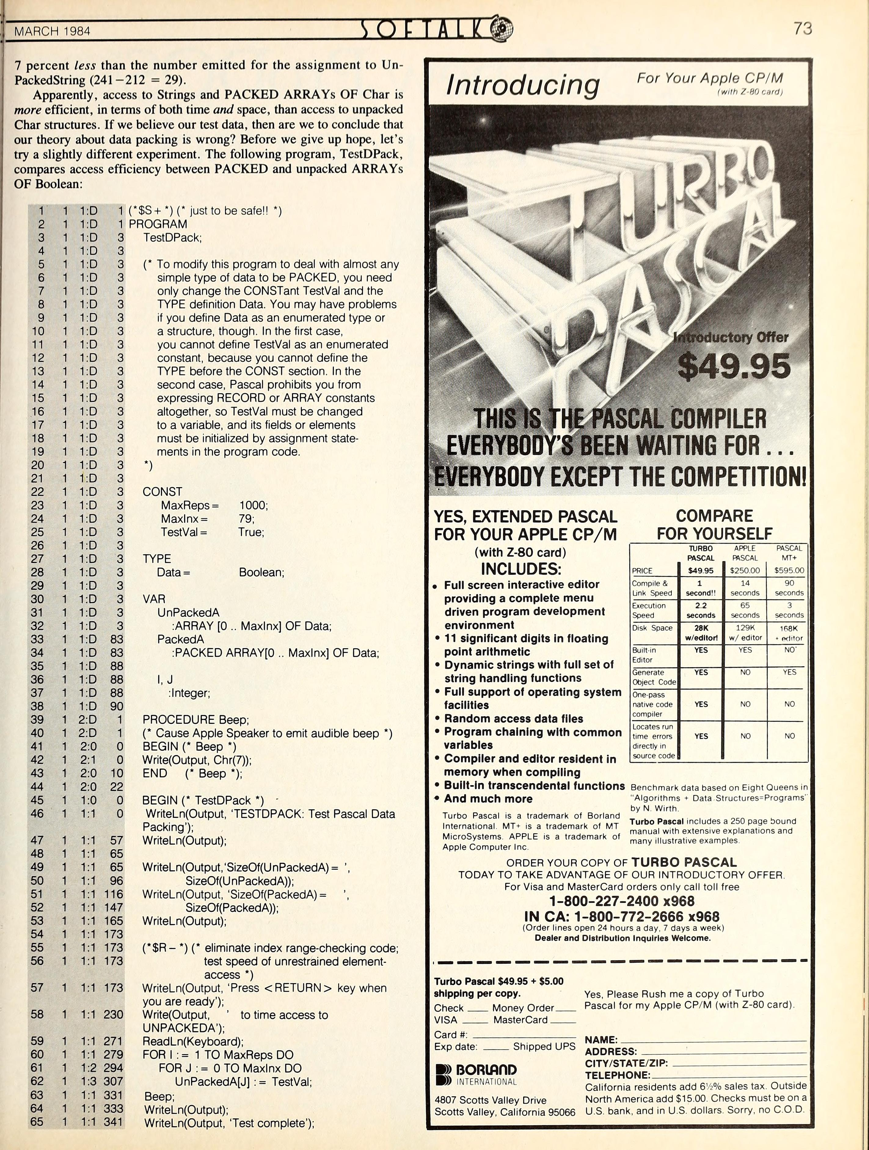 MARCH 1984
SOFTALK
73
7 percent less than the number emitted for the assignment to Un-
PackedString (241−212 = 29).
Apparently, access to Strings and PACKED ARRAYs OF Char is
more efficient, in terms of both time and space, than access to unpacked
Char structures. If we believe our test data, then are we to conclude that
our theory about data packing is wrong? Before we give up hope, let's
try a slightly different experiment. The following program, TestDPack,
compares access efficiency between PACKED and unpacked ARRAYs
OF Boolean:
1 1 1:D 1 (*$S+ *) (* just to be safe!! *)
2 1 1:D 1 PROGRAM
3 1 1:D 3 TestDPack;
4 1 1:D 3
5 1 1:D 3 (* To modify this program to deal with almost any
6 1 1:D 3 simple type of data to be PACKED, you need
7 1 1:D 3 only change the CONSTant TestVal and the
8 1 1:D 3 TYPE definition Data. You may have problems
9 1 1:D 3 if you define Data as an enumerated type or
10 1 1:D 3 a structure, though. In the first case,
11 1 1:D 3 you cannot define TestVal as an enumerated
12 1 1:D 3 constant, because you cannot define the
13 1 1:D 3 TYPE before the CONST section. In the
14 1 1:D 3 second case, Pascal prohibits you from
15 1 1:D 3 expressing RECORD or ARRAY constants
16 1 1:D 3 altogether, so TestVal must be changed
17 1 1:D 3 to a variable, and its fields or elements
18 1 1:D 3 must be initialized by assignment state-
19 1 1:D 3 ments in the program code.
20 1 1:D 3 *)
21 1 1:D 3
22 1 1:D 3 CONST
23 1 1:D 3 MaxReps = 1000;
24 1 1:D 3 MaxInx = 79;
25 1 1:D 3 TestVal = True;
26 1 1:D 3
27 1 1:D 3 TYPE
28 1 1:D 3 Data = Boolean;
29 1 1:D 3
30 1 1:D 3 VAR
31 1 1:D 3 UnPackedA
32 1 1:D 3 :ARRAY [0 .. MaxInx] OF Data;
33 1 1:D 83 PackedA
34 1 1:D 83 :PACKED ARRAY[0 .. MaxInx] OF Data;
35 1 1:D 88
36 1 1:D 88 I, J
37 1 1:D 88 :Integer;
38 1 1:D 90
39 1 2:D 1 PROCEDURE Beep;
40 1 2:D 1 (* Cause Apple Speaker to emit audible beep *)
41 1 2:0 0 BEGIN (* Beep *)
42 1 2:1 0 Write(Output, Chr(7));
43 1 2:0 10 END (* Beep *);
44 1 2:0 22
45 1 1:0 0 BEGIN (* TestDPack *)
46 1 1:1 0 WriteLn(Output, 'TESTDPACK: Test Pascal Data
Packing');
47 1 1:1 57 WriteLn(Output);
48 1 1:1 65
49 1 1:1 65 WriteLn(Output,'SizeOf(UnPackedA) = ',
50 1 1:1 96 SizeOf(UnPackedA));
51 1 1:1 116 WriteLn(Output, 'SizeOf(PackedA) = ',
52 1 1:1 147 SizeOf(PackedA));
53 1 1:1 165 WriteLn(Output);
54 1 1:1 173
55 1 1:1 173 (*$R− *) (* eliminate index range-checking code;
56 1 1:1 173 test speed of unrestrained element-
access *)
57 1 1:1 173 WriteLn(Output, 'Press <RETURN> key when
you are ready');
58 1 1:1 230 Write(Output, ' to time access to
UNPACKEDA');
59 1 1:1 271 ReadLn(Keyboard);
60 1 1:1 279 FOR I := 1 TO MaxReps DO
61 1 1:2 294 FOR J := 0 TO MaxInx DO
62 1 1:3 307 UnPackedA[J] := TestVal;
63 1 1:1 331 Beep;
64 1 1:1 333 WriteLn(Output);
65 1 1:1 341 WriteLn(Output, 'Test complete');
Introducing
For Your Apple CP/M
(with Z-80 card)
TURBO
PASCAL
Introductory Offer
$49.95
THIS IS THE PASCAL COMPILER
EVERYBODY'S BEEN WAITING FOR ...
EVERYBODY EXCEPT THE COMPETITION!
YES, EXTENDED PASCAL
FOR YOUR APPLE CP/M
(with Z-80 card)
INCLUDES:
• Full screen interactive editor
providing a complete menu
driven program development
environment
• 11 significant digits in floating
point arithmetic
• Dynamic strings with full set of
string handling functions
• Full support of operating system
facilities
• Random access data files
• Program chaining with common
variables
• Compiler and editor resident in
memory when compiling
• Built-in transcendental functions
• And much more
Turbo Pascal is a trademark of Borland
International. MT+ is a trademark of MT
MicroSystems. APPLE is a trademark of
Apple Computer Inc.
COMPARE
FOR YOURSELF
TURBO PASCAL APPLE PASCAL PASCAL MT+
PRICE $49.95 $250.00 $595.00
Compile & Link Speed 1 second!! 14 seconds 90 seconds
Execution Speed 2.2 seconds 65 seconds 3 seconds
Disk Space 28K w/editor! 129K w/ editor 168K + editor
Built-in Editor YES YES NO
Generate Object Code YES NO YES
One-pass native code compiler YES NO NO
Locates run time errors directly in source code YES NO NO
Benchmark data based on Eight Queens in
"Algorithms + Data Structures=Programs"
by N. Wirth.
Turbo Pascal includes a 250 page bound
manual with extensive explanations and
many illustrative examples.
ORDER YOUR COPY OF TURBO PASCAL
TODAY TO TAKE ADVANTAGE OF OUR INTRODUCTORY OFFER.
For Visa and MasterCard orders only call toll free
1-800-227-2400 x968
IN CA: 1-800-772-2666 x968
(Order lines open 24 hours a day, 7 days a week)
Dealer and Distribution Inquiries Welcome.
Turbo Pascal $49.95 + $5.00
shipping per copy.
Check ____ Money Order ____
VISA ____ MasterCard ____
Card #: ____
Exp date: ____ Shipped UPS
BORLAND
INTERNATIONAL
4807 Scotts Valley Drive
Scotts Valley, California 95066
Yes, Please Rush me a copy of Turbo
Pascal for my Apple CP/M (with Z-80 card).
NAME: ____
ADDRESS: ____
CITY/STATE/ZIP: ____
TELEPHONE: ____
California residents add 6½% sales tax. Outside
North America add $15.00. Checks must be on a
U.S. bank, and in U.S. dollars. Sorry, no C.O.D.